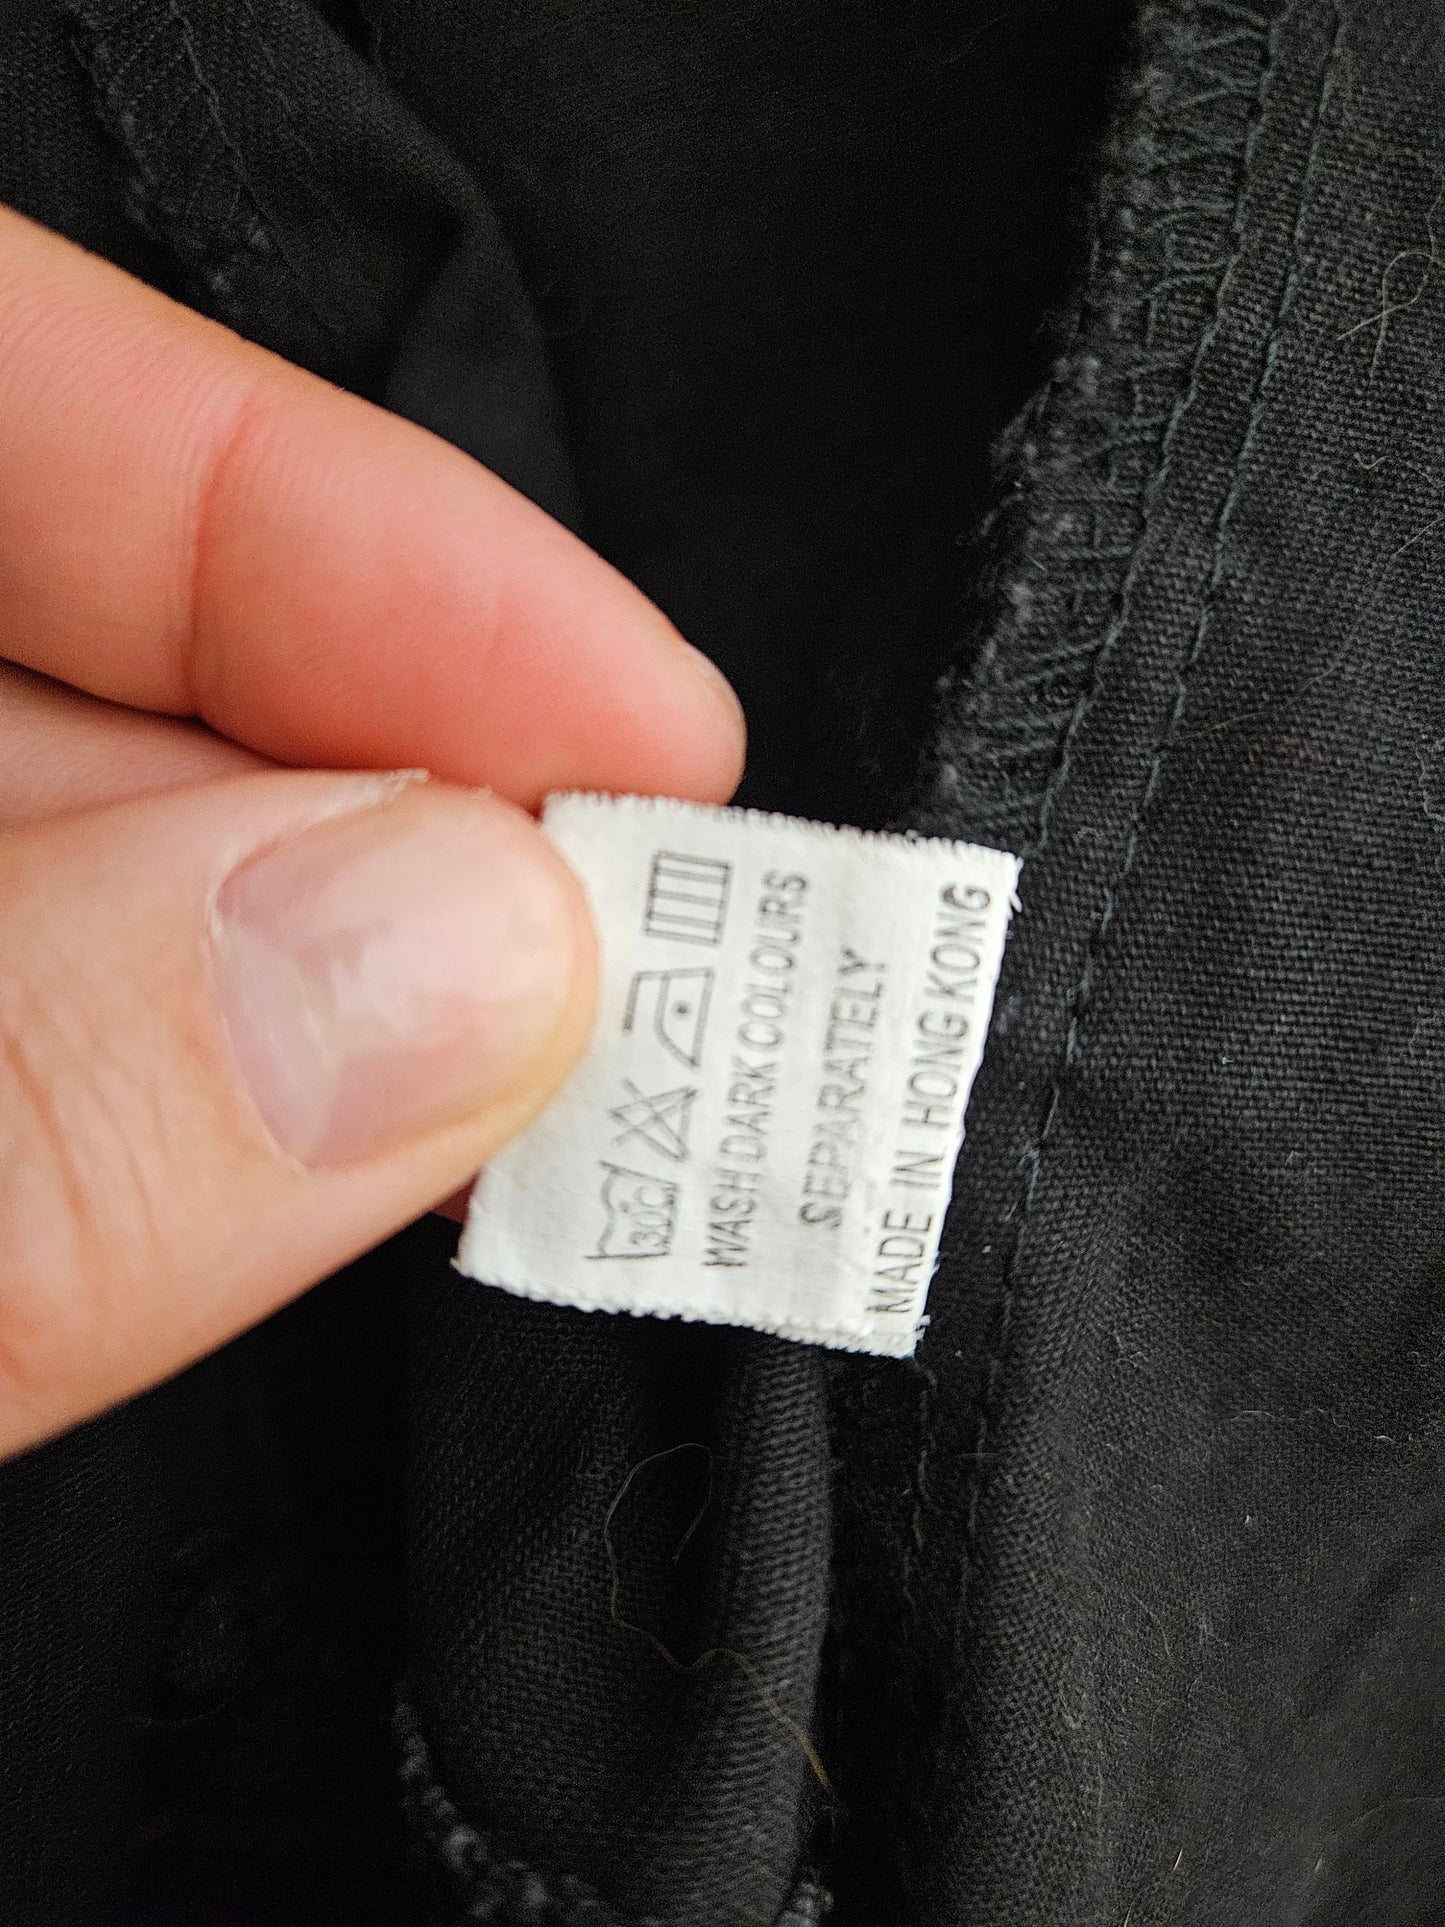 30°C
WASH DARK COLOURS
SEPARATELY
MADE IN HONG KONG